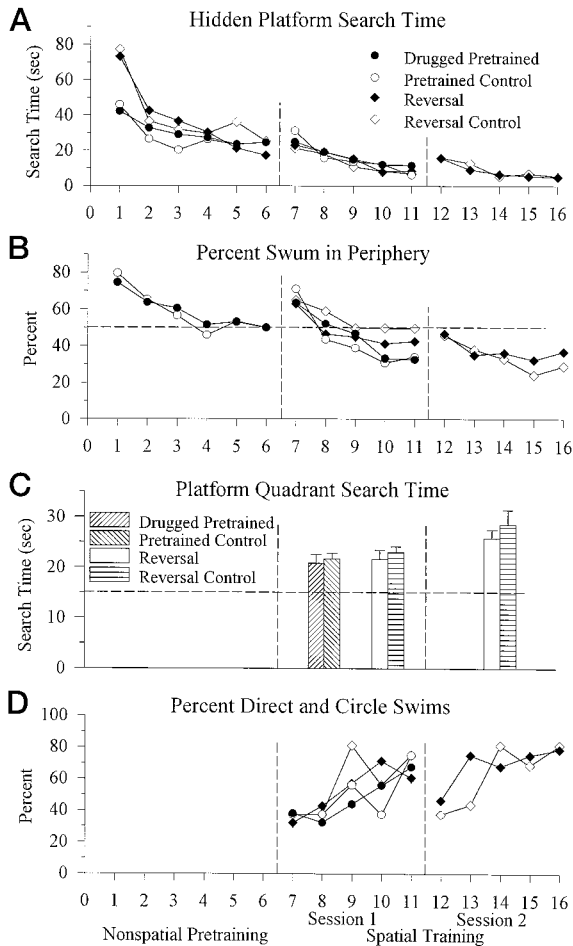 A
Hidden Platform Search Time
Search Time (sec)
80
60
40
20
0
Drugged Pretrained
Pretrained Control
Reversal
Reversal Control
0 1 2 3 4 5 6 7 8 9 10 11 12 13 14 15 16
B
Percent Swum in Periphery
Percent
80
60
40
20
0
0 1 2 3 4 5 6 7 8 9 10 11 12 13 14 15 16
C
Platform Quadrant Search Time
Search Time (sec)
30
20
10
0
Drugged Pretrained
Pretrained Control
Reversal
Reversal Control
D
Percent Direct and Circle Swims
Percent
100
80
60
40
20
0
0 1 2 3 4 5 6 7 8 9 10 11 12 13 14 15 16
Session 1 Session 2
Nonspatial Pretraining Spatial Training